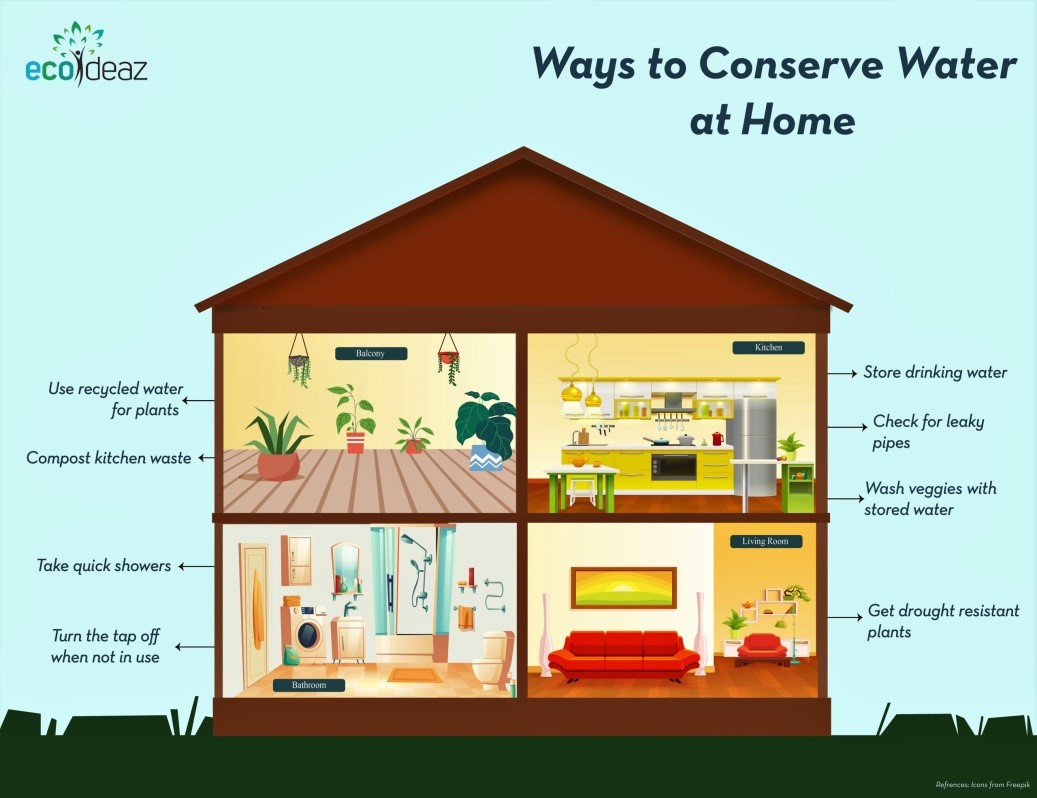 ecoideaz
Ways to Conserve Water
at Home
Balcony
Kitchen
Use recycled water
for plants
Compost kitchen waste
Store drinking water
Check for leaky
pipes
Wash veggies with
stored water
Take quick showers
Turn the tap off
when not in use
Bathroom
Living Room
Get drought resistant
plants
Refrences: Icons from Freepik